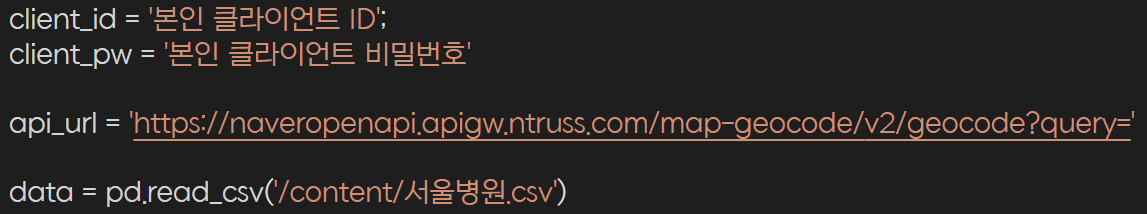 client_id = '본인 클라이언트 ID';
client_pw = '본인 클라이언트 비밀번호'
api_url = 'https://naveropenapi.apigw.ntruss.com/map-geocode/v2/geocode?query='
data = pd.read_csv('/content/서울병원.csv')